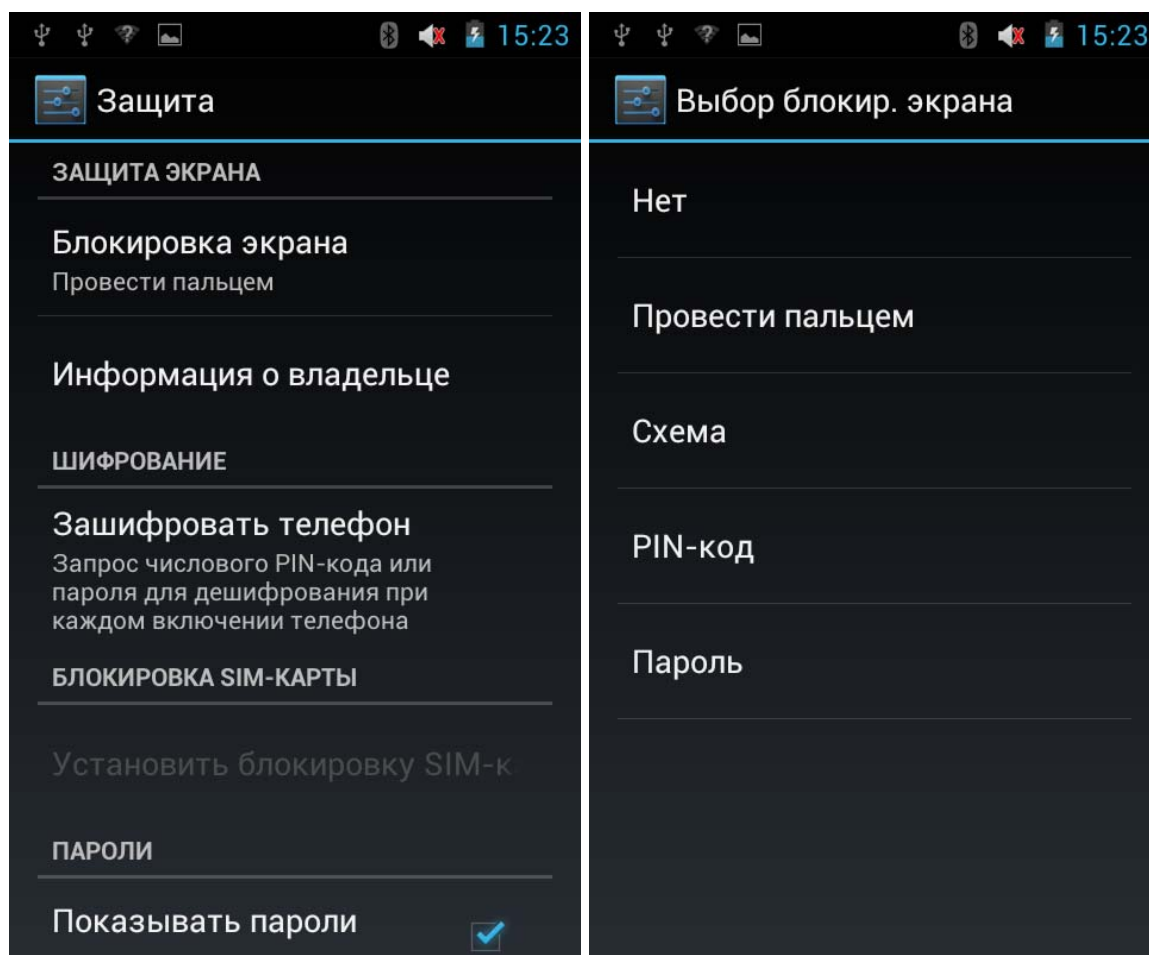 15:23
Защита
ЗАЩИТА ЭКРАНА
Блокировка экрана
Провести пальцем
Информация о владельце
ШИФРОВАНИЕ
Зашифровать телефон
Запрос числового PIN-кода или
пароля для дешифрования при
каждом включении телефона
БЛОКИРОВКА SIM-КАРТЫ
Установить блокировку SIM-к
ПАРОЛИ
Показывать пароли
15:23
Выбор блокир. экрана
Нет
Провести пальцем
Схема
PIN-код
Пароль